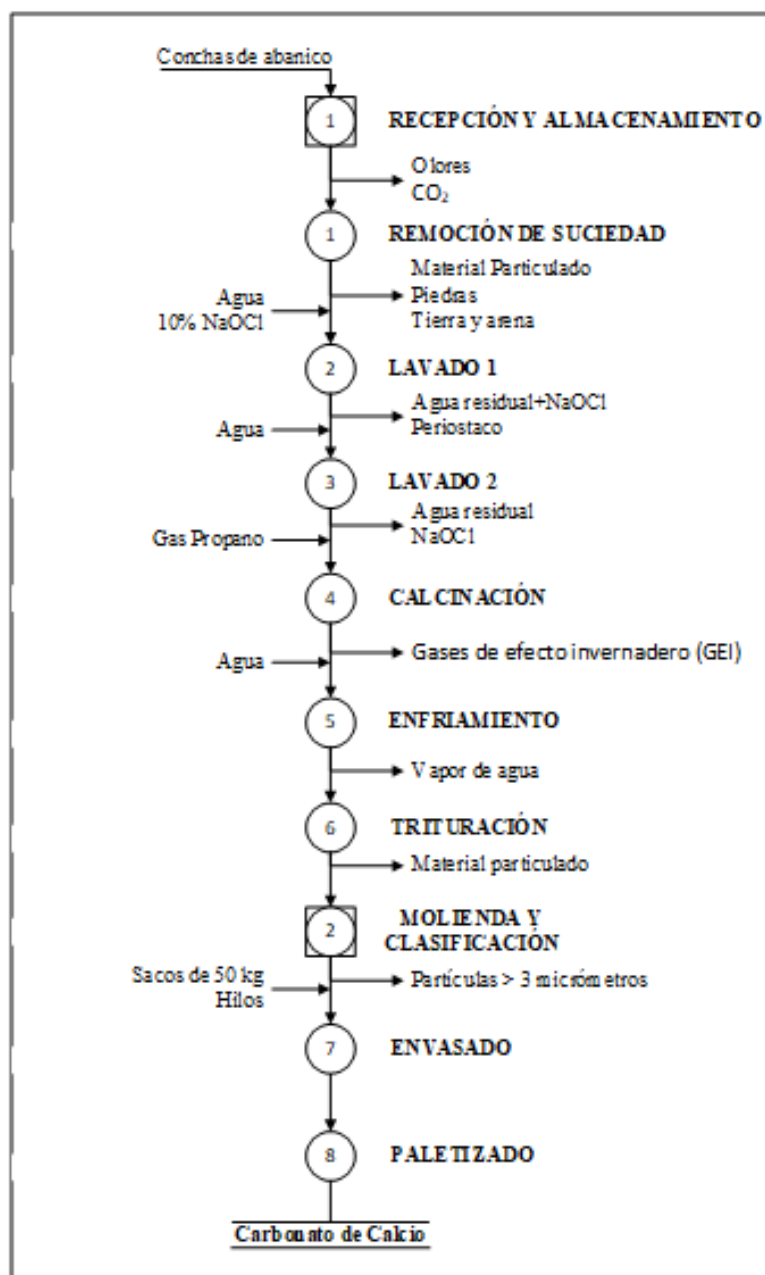 Conchas de abanico
1 RECEPCIÓN Y ALMACENAMIENTO
Olores
CO₂
1 REMOCIÓN DE SUCIEDAD
Material Particulado
Piedras
Tierra y arena
Agua
10% NaOCl
2 LAVADO 1
Agua residual+NaOCl
Periostaco
Agua
3 LAVADO 2
Agua residual
NaOCl
Gas Propano
4 CALCINACIÓN
Gases de efecto invernadero (GEI)
Agua
5 ENFRIAMIENTO
Vapor de agua
6 TRITURACIÓN
Material particulado
2 MOLIENDA Y
CLASIFICACIÓN
Partículas > 3 micrómetros
Sacos de 50 kg
Hilos
7 ENVASADO
8 PALETIZADO
Carbonato de Calcio